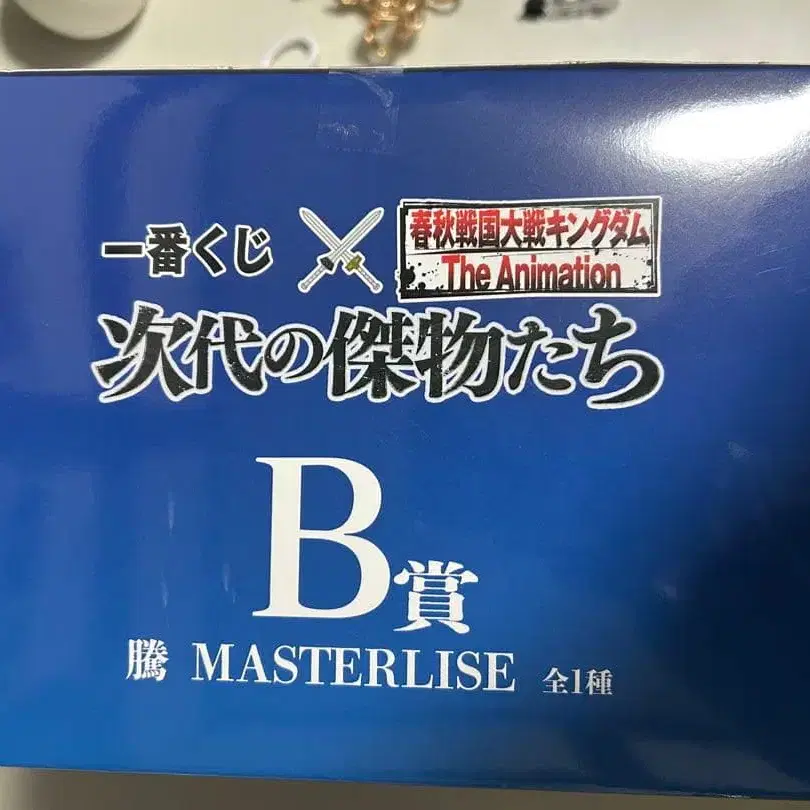 一番くじ
春秋戦国大戦キングダム
The Animation
次代の傑物たち
B賞
騰 MASTERLISE 全1種